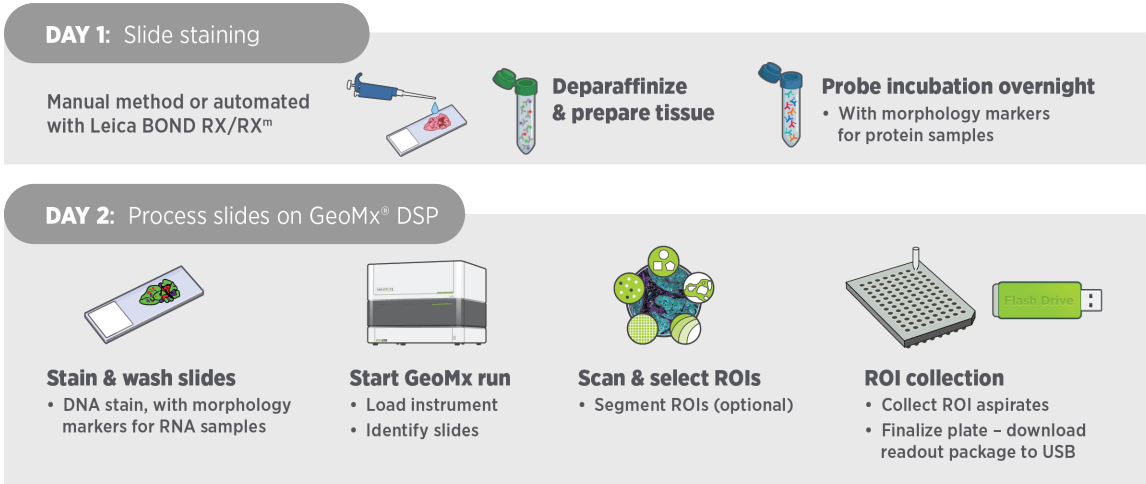 DAY 1: Slide staining
Manual method or automated
with Leica BOND RX/RXᵐ
Deparaffinize
& prepare tissue
Probe incubation overnight
• With morphology markers
for protein samples
DAY 2: Process slides on GeoMx® DSP
Flash Drive
Stain & wash slides
• DNA stain, with morphology
markers for RNA samples
Start GeoMx run
• Load instrument
• Identify slides
Scan & select ROIs
• Segment ROIs (optional)
ROI collection
• Collect ROI aspirates
• Finalize plate – download
readout package to USB